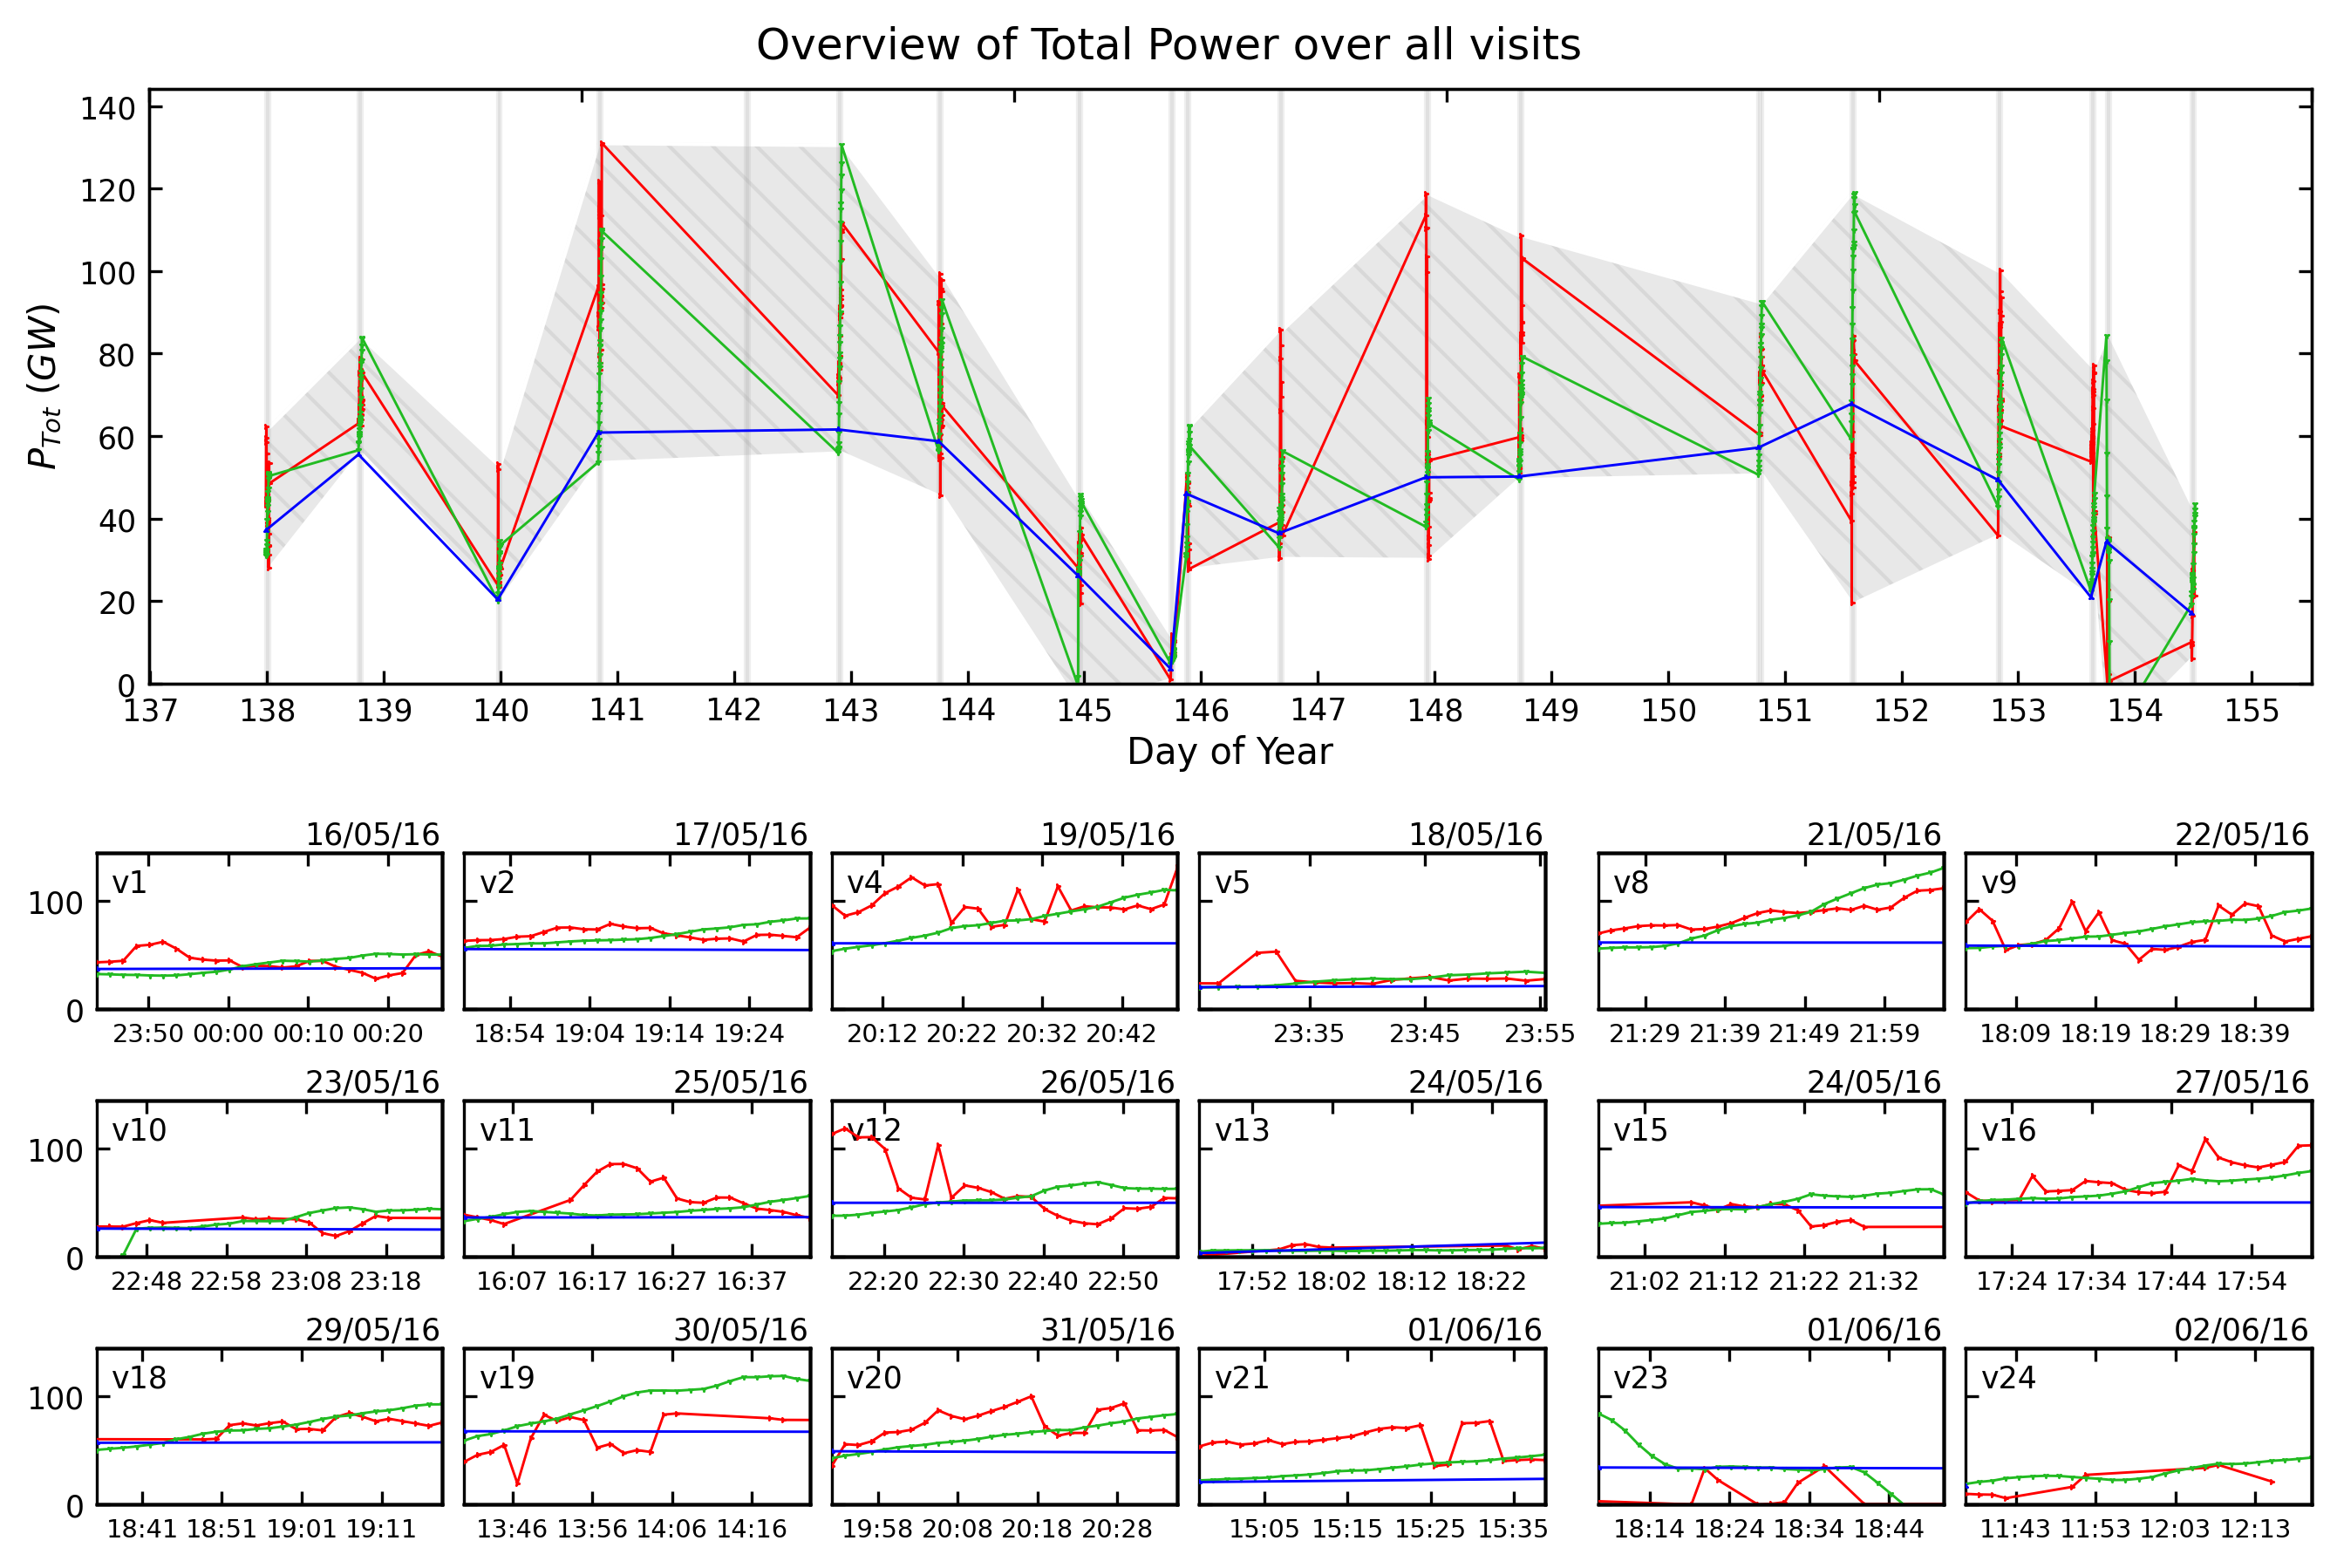 Overview of Total Power over all visits
140
120
100
80
60
40
20
0
P_Tot (GW)
137 138 139 140 141 142 143 144 145 146 147 148 149 150 151 152 153 154 155
Day of Year
16/05/16 17/05/16 19/05/16 18/05/16 21/05/16 22/05/16
v1 v2 v4 v5 v8 v9
100
0
23:50 00:00 00:10 00:20 18:54 19:04 19:14 19:24 20:12 20:22 20:32 20:42 23:35 23:45 23:55 21:29 21:39 21:49 21:59 18:09 18:19 18:29 18:39
23/05/16 25/05/16 26/05/16 24/05/16 24/05/16 27/05/16
v10 v11 v12 v13 v15 v16
100
0
22:48 22:58 23:08 23:18 16:07 16:17 16:27 16:37 22:20 22:30 22:40 22:50 17:52 18:02 18:12 18:22 21:02 21:12 21:22 21:32 17:24 17:34 17:44 17:54
29/05/16 30/05/16 31/05/16 01/06/16 01/06/16 02/06/16
v18 v19 v20 v21 v23 v24
100
0
18:41 18:51 19:01 19:11 13:46 13:56 14:06 14:16 19:58 20:08 20:18 20:28 15:05 15:15 15:25 15:35 18:14 18:24 18:34 18:44 11:43 11:53 12:03 12:13